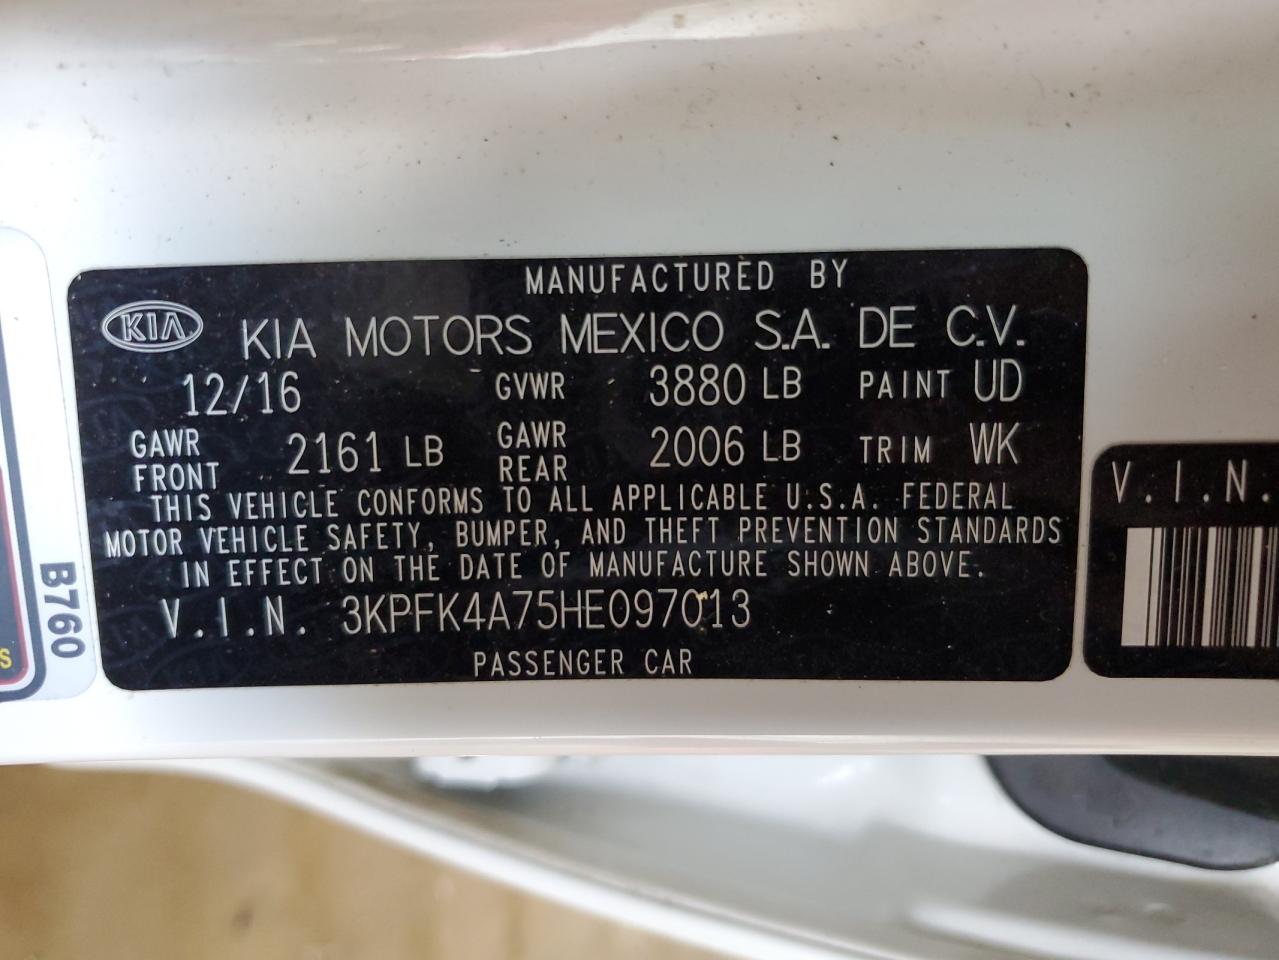 MANUFACTURED BY
KIA KIA MOTORS MEXICO S.A. DE C.V.
12/16 GVWR 3880 LB PAINT UD
GAWR FRONT 2161 LB GAWR REAR 2006 LB TRIM WK
THIS VEHICLE CONFORMS TO ALL APPLICABLE U.S.A. FEDERAL
MOTOR VEHICLE SAFETY, BUMPER, AND THEFT PREVENTION STANDARDS
IN EFFECT ON THE DATE OF MANUFACTURE SHOWN ABOVE.
V.I.N. 3KPFK4A75HE097013
PASSENGER CAR
V.I.N.
B760
S